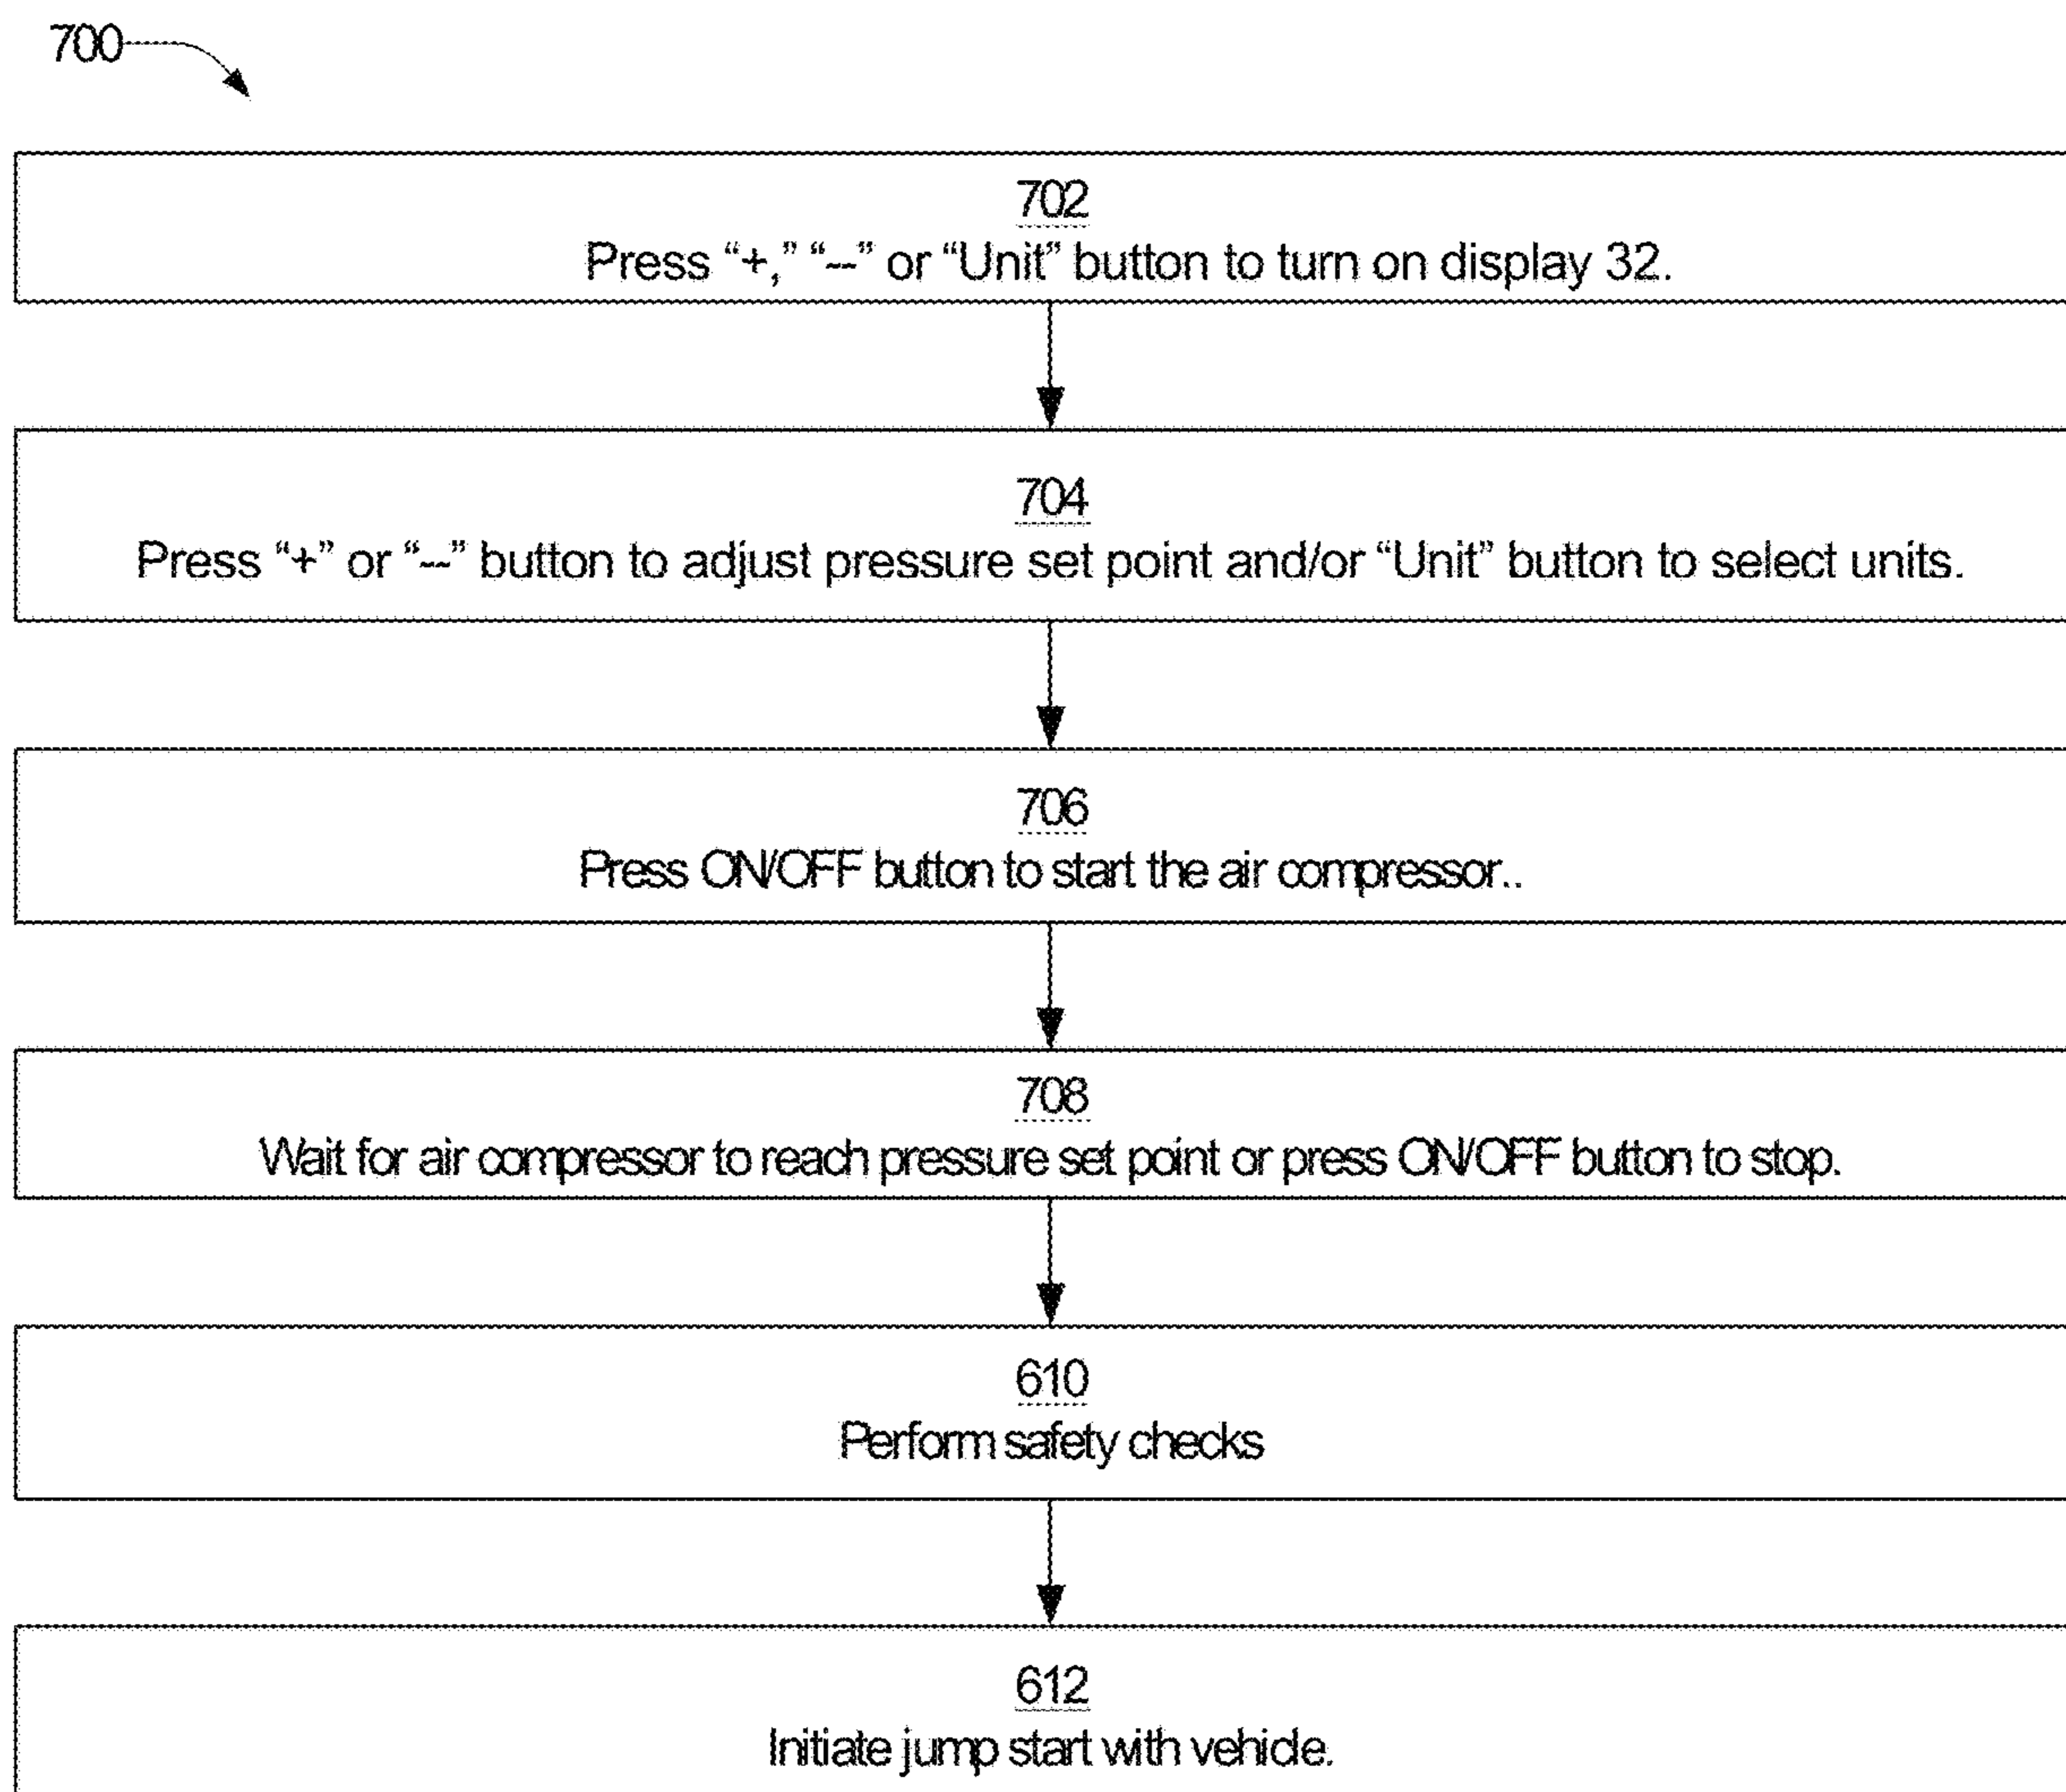 700
702
Press “+,” “--” or “Unit” button to turn on display 32.
704
Press “+” or “--” button to adjust pressure set point and/or “Unit” button to select units.
706
Press ON/OFF button to start the air compressor..
708
Wait for air compressor to reach pressure set point or press ON/OFF button to stop.
610
Perform safety checks
612
Initiate jump start with vehicle.